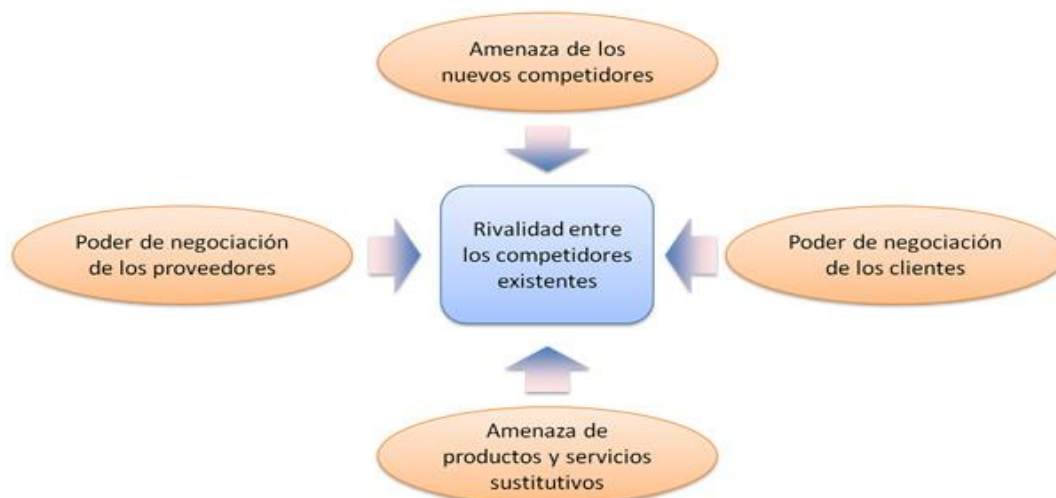 Amenaza de los
nuevos competidores
Poder de negociación
de los proveedores
Rivalidad entre
los competidores
existentes
Poder de negociación
de los clientes
Amenaza de
productos y servicios
sustitutivos